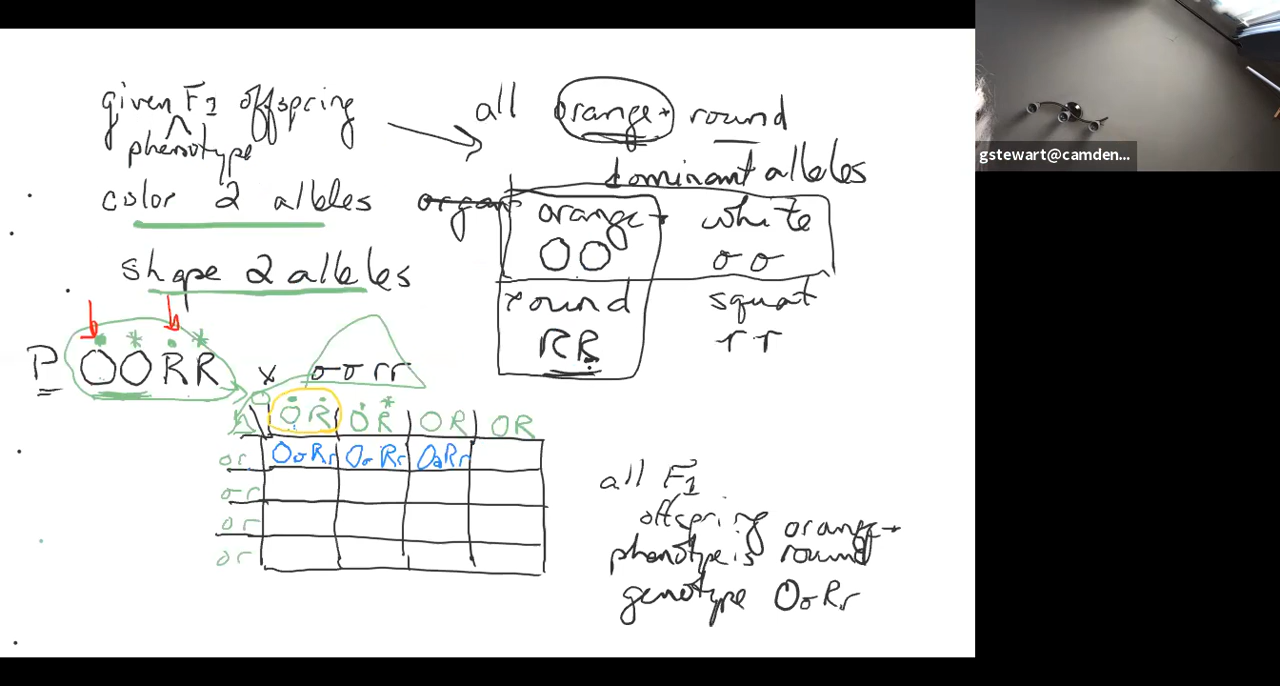 given F1 offspring
phenotype
all orange + round
dominant alleles
color 2 alleles
orange + white
OO oo
shape 2 alleles
round squat
RR rr
P OORR x oorr
OR OR OR OR
or OoRr OoRr OoRr
or
or
or
all F1
offspring orange +
phenotype is round
genotype OoRr
gstewart@camden...